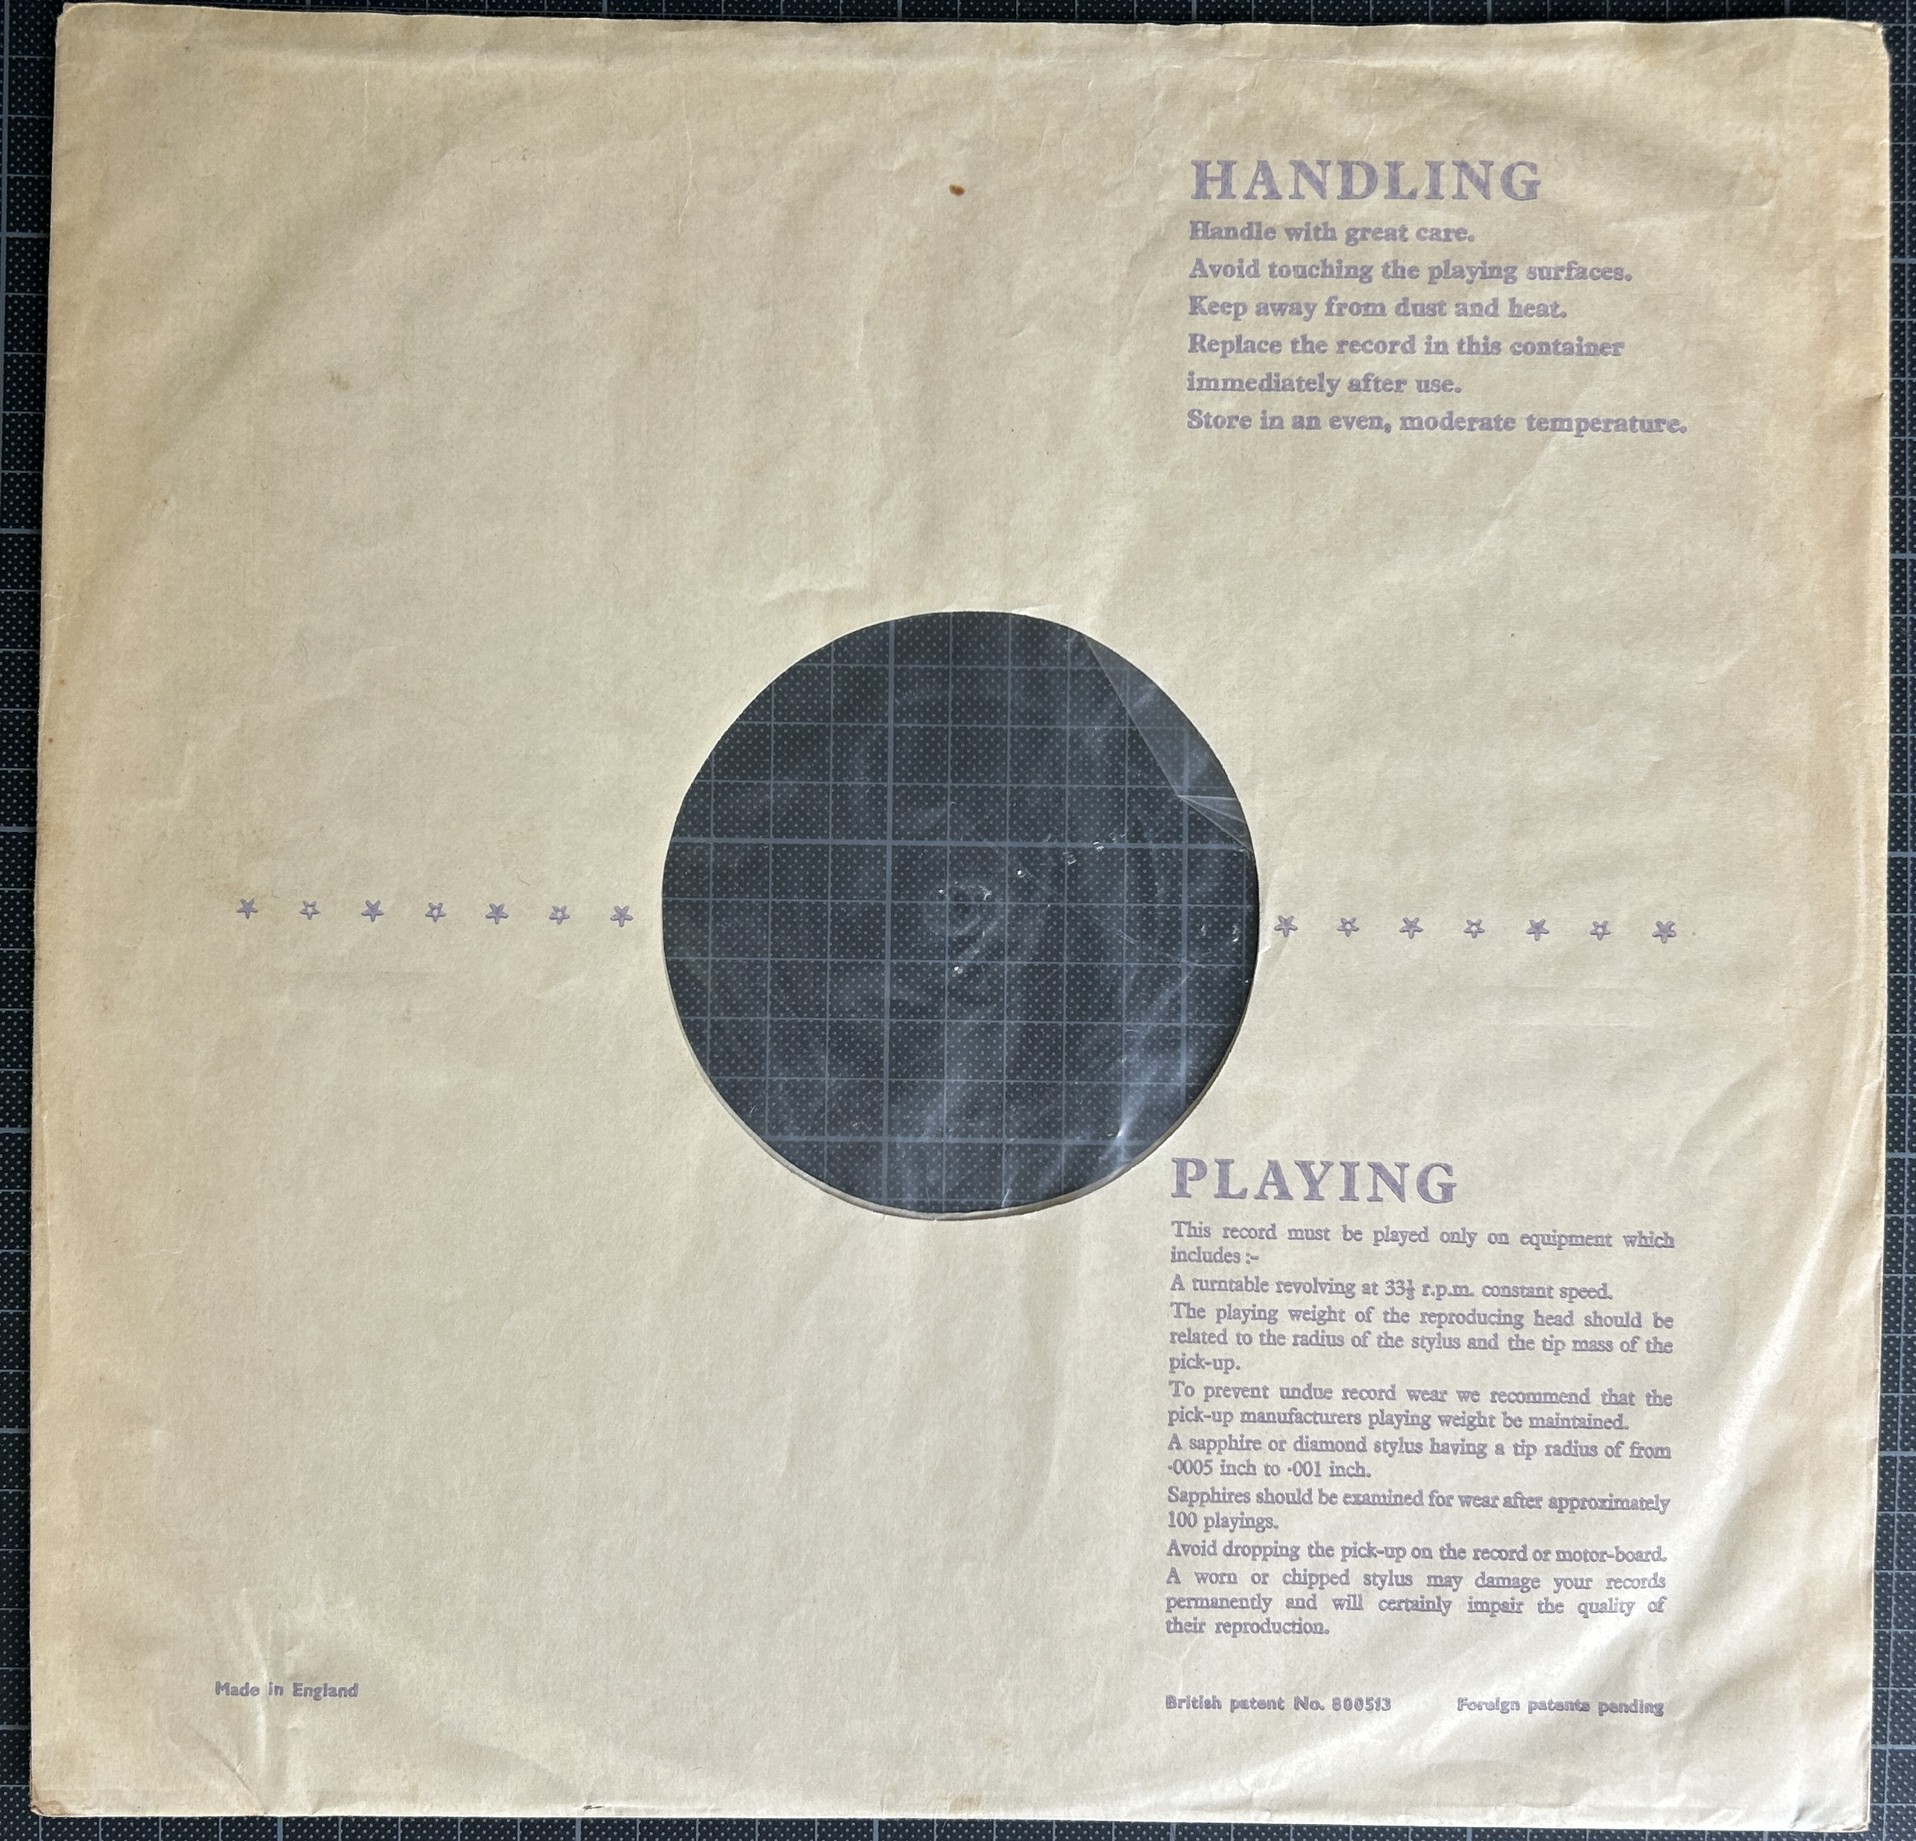 HANDLING
Handle with great care.
Avoid touching the playing surfaces.
Keep away from dust and heat.
Replace the record in this container
immediately after use.
Store in an even, moderate temperature.
PLAYING
This record must be played only on equipment which
includes :-
A turntable revolving at 33⅓ r.p.m. constant speed.
The playing weight of the reproducing head should be
related to the radius of the stylus and the tip mass of the
pick-up.
To prevent undue record wear we recommend that the
pick-up manufacturers playing weight be maintained.
A sapphire or diamond stylus having a tip radius of from
·0005 inch to ·001 inch.
Sapphires should be examined for wear after approximately
100 playings.
Avoid dropping the pick-up on the record or motor-board.
A worn or chipped stylus may damage your records
permanently and will certainly impair the quality of
their reproduction.
Made in England
British patent No. 800513 Foreign patents pending